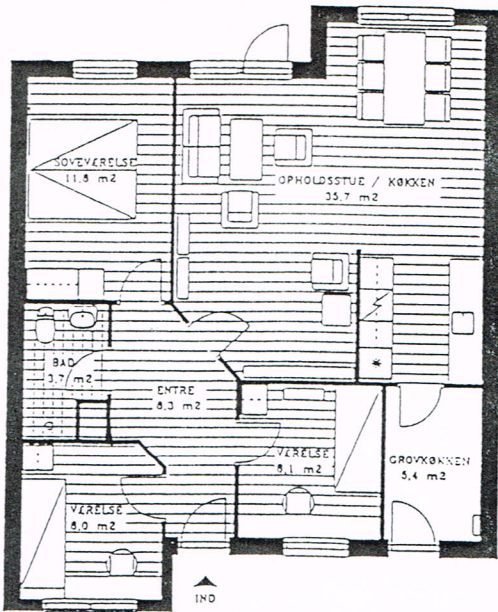 SOVEVÆRELSE
11,8 m2
OPHOLDSSTUE / KØKKEN
35,7 m2
BAD
3,7 m2
ENTRE
8,3 m2
VÆRELSE
8,1 m2
GROVKØKKEN
5,4 m2
VÆRELSE
8,0 m2
IND